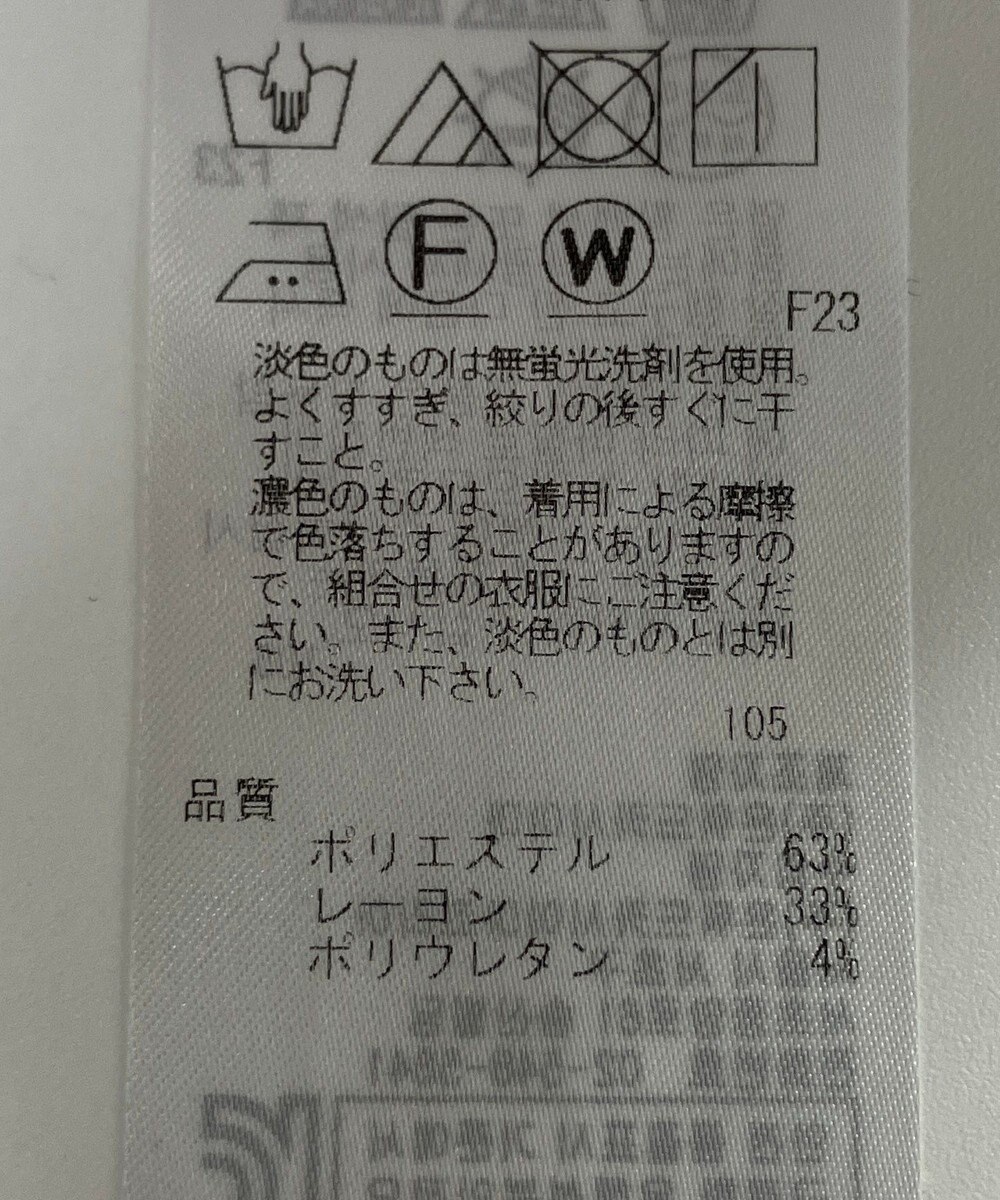 F
W
F23
淡色のものは無蛍光洗剤を使用。
よくすすぎ、絞りの後すぐに干
すこと。
濃色のものは、着用による摩擦
で色落ちすることがありますの
で、組合せの衣服にご注意くだ
さい。また、淡色のものとは別
にお洗い下さい。
105
品質
ポリエステル 63%
レーヨン 33%
ポリウレタン 4%